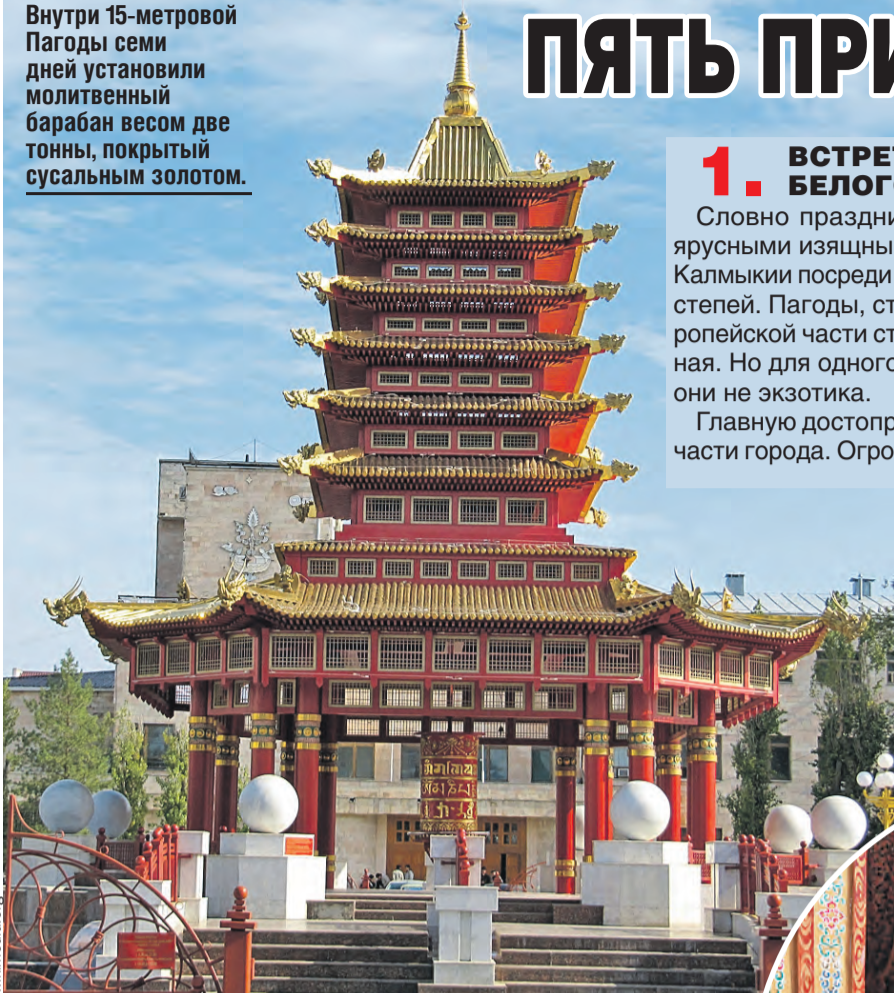 Внутри 15-метровой
Пагоды семи
дней установили
молитвенный
барабан весом две
тонны, покрытый
сусальным золотом.
ПЯТЬ ПРИ
1. ВСТРЕ
БЕЛОГ
Словно праздни
ярусными изящны
Калмыкии посреди
степей. Пагоды, ст
ропейской части ст
ная. Но для одного
они не экзотика.
Главную достопр
части города. Огро